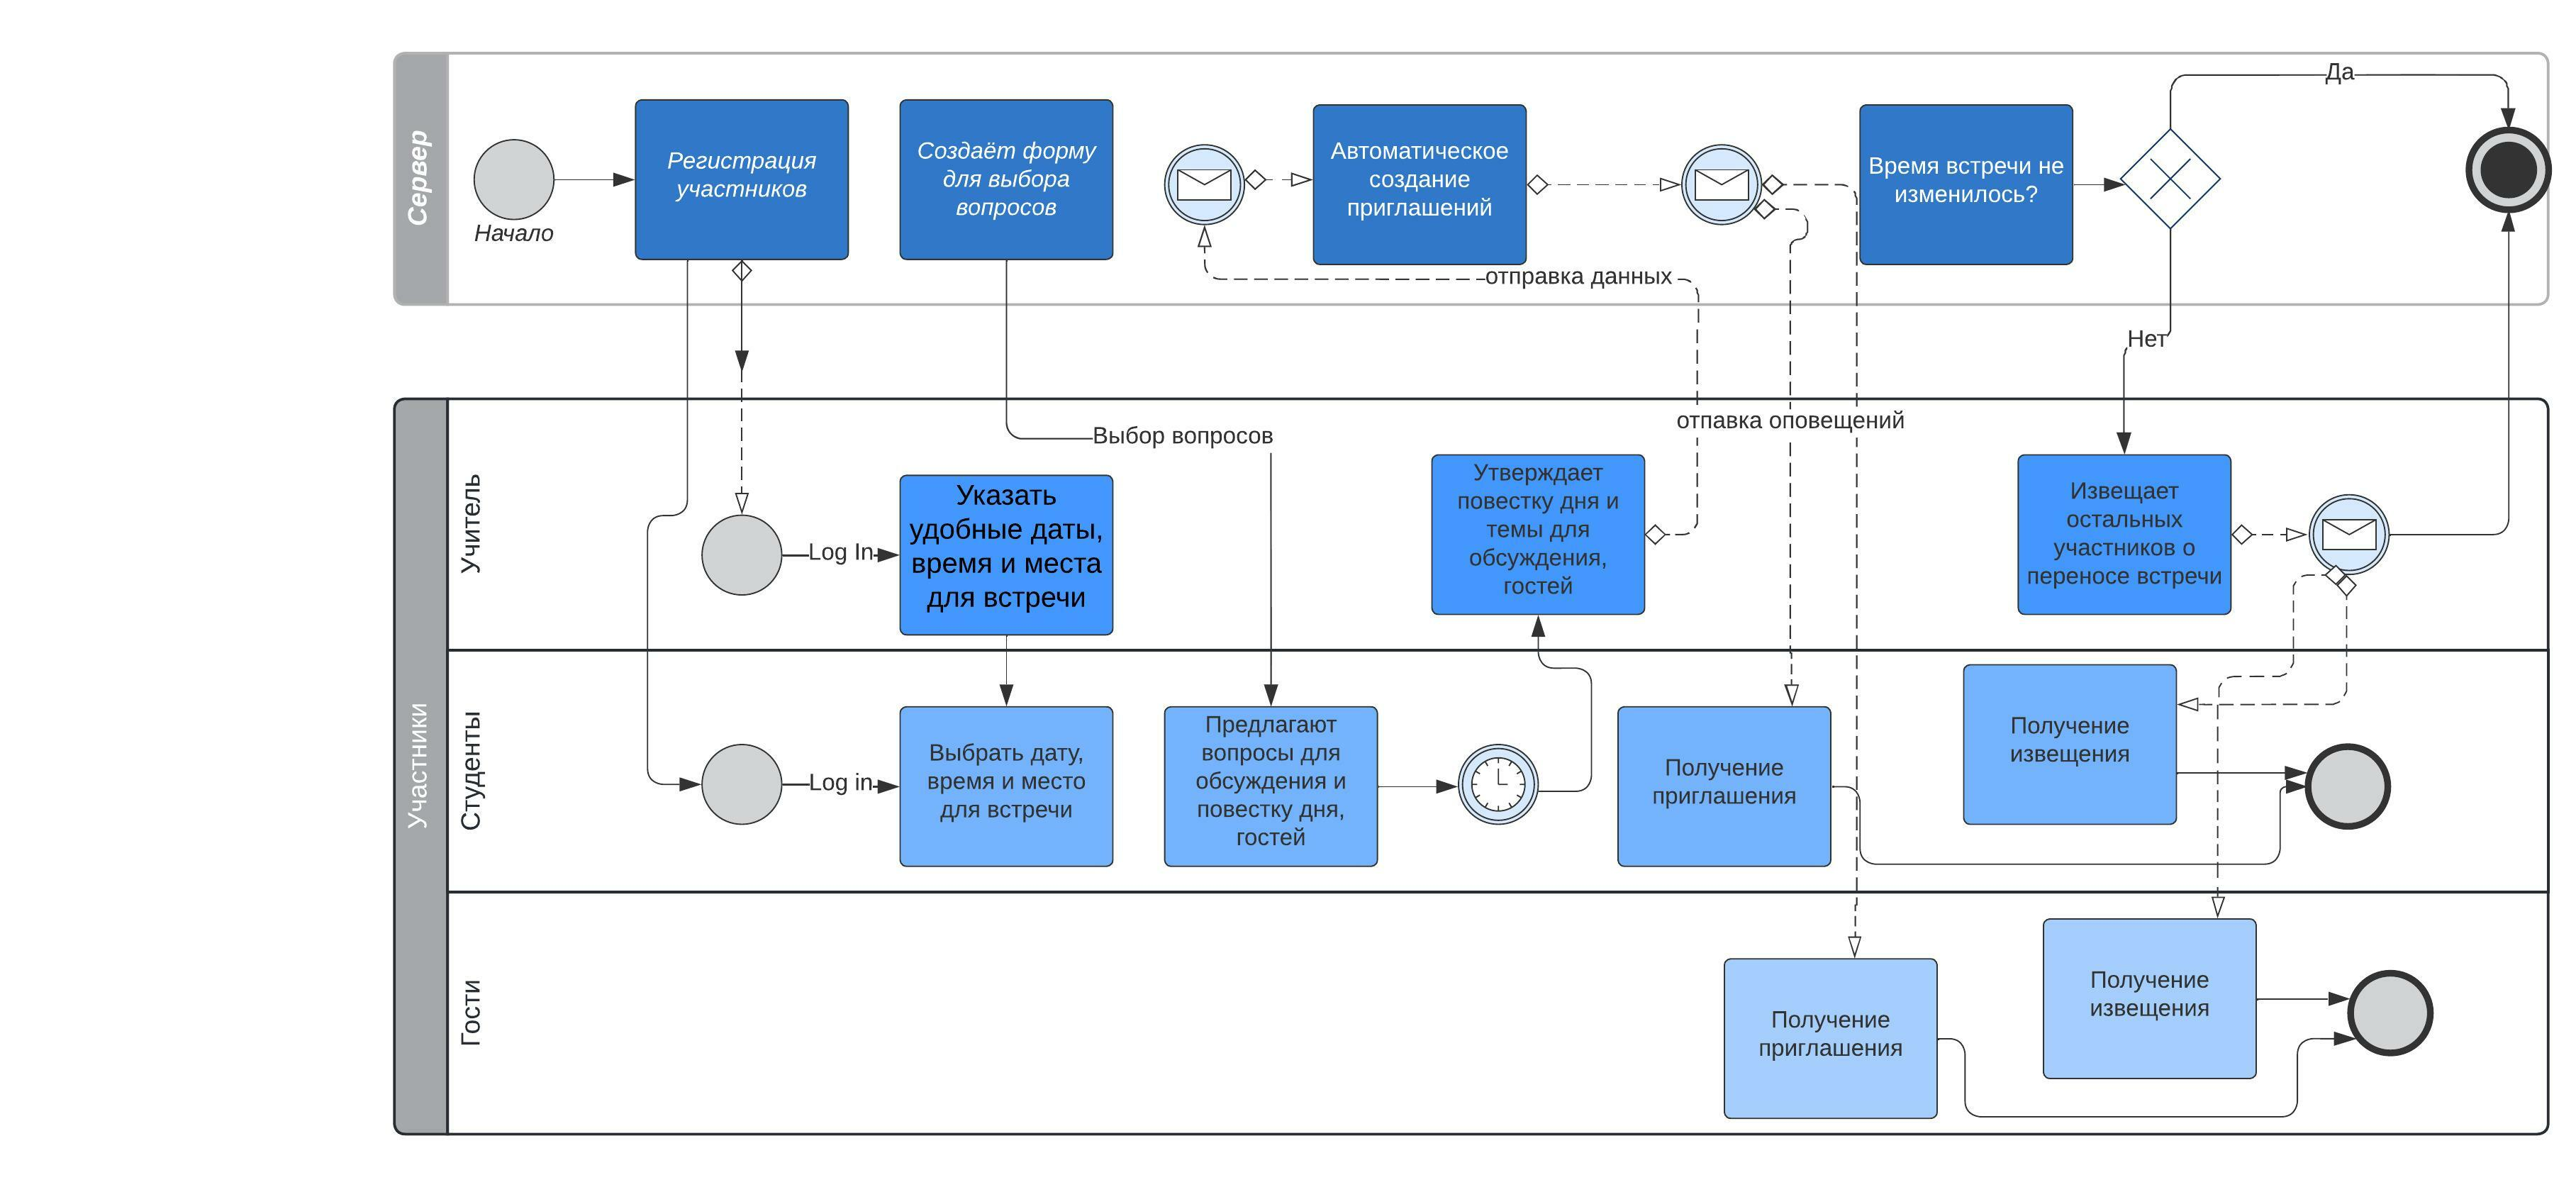 Сервер
Начало
Регистрация
участников
Создаёт форму
для выбора
вопросов
Автоматическое
создание
приглашений
Время встречи не
изменилось?
Да
отправка данных
Нет
Участники
Учитель
отпавка оповещений
Выбор вопросов
Log In
Указать
удобные даты,
время и места
для встречи
Утверждает
повестку дня и
темы для
обсуждения,
гостей
Извещает
остальных
участников о
переносе встречи
Студенты
Log in
Выбрать дату,
время и место
для встречи
Предлагают
вопросы для
обсуждения и
повестку дня,
гостей
Получение
приглашения
Получение
извещения
Гости
Получение
приглашения
Получение
извещения